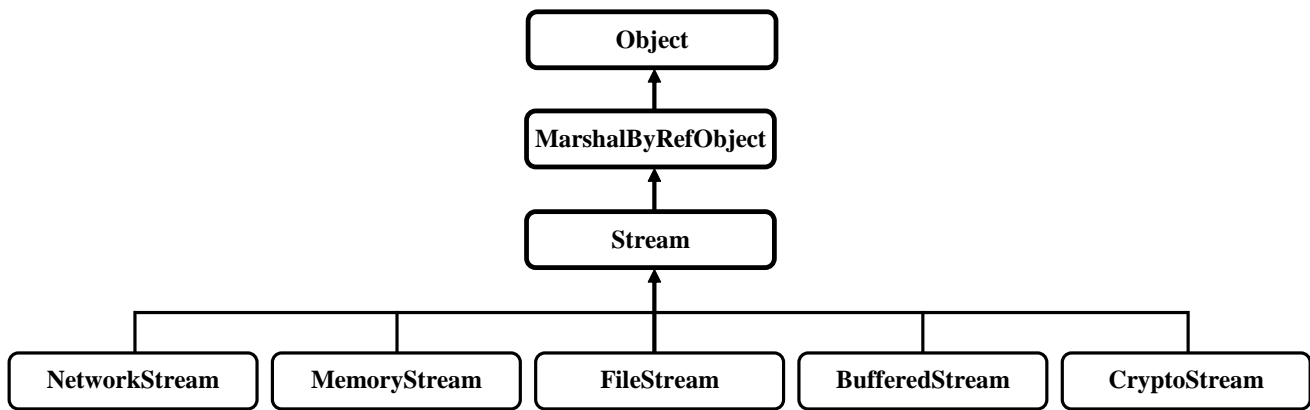 Object
MarshalByRefObject
Stream
NetworkStream MemoryStream FileStream BufferedStream CryptoStream